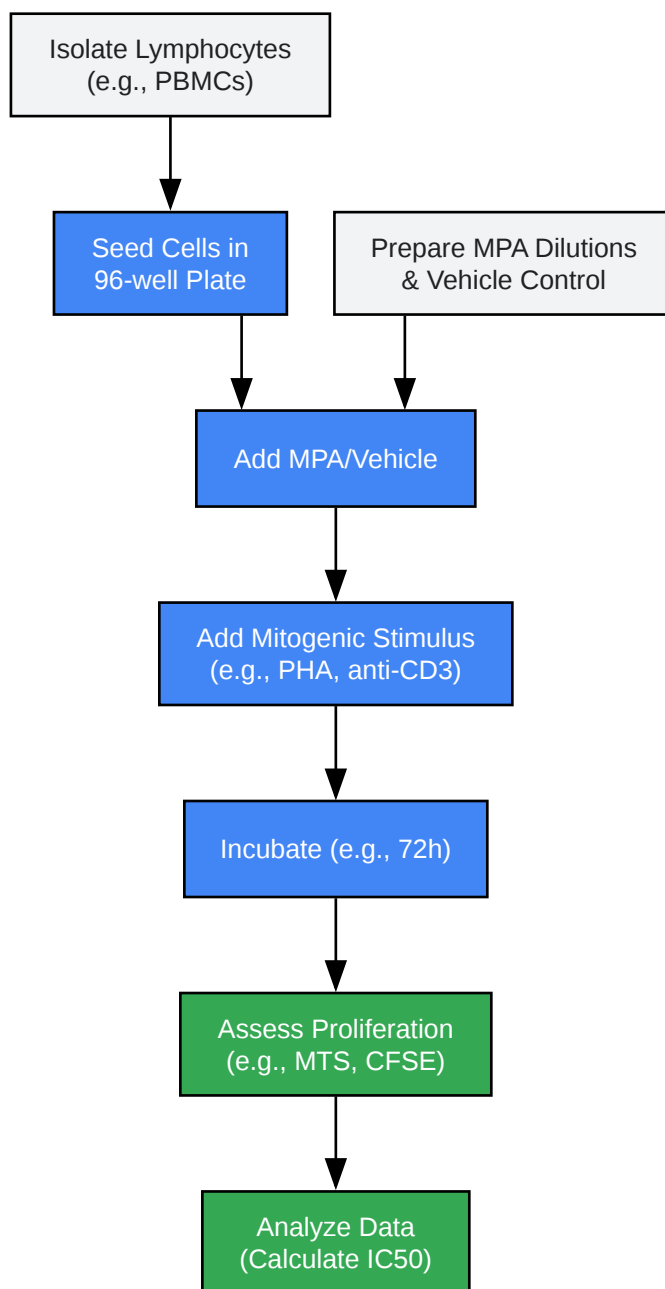 Isolate Lymphocytes
(e.g., PBMCs)
Seed Cells in
96-well Plate
Prepare MPA Dilutions
& Vehicle Control
Add MPA/Vehicle
Add Mitogenic Stimulus
(e.g., PHA, anti-CD3)
Incubate (e.g., 72h)
Assess Proliferation
(e.g., MTS, CFSE)
Analyze Data
(Calculate IC50)